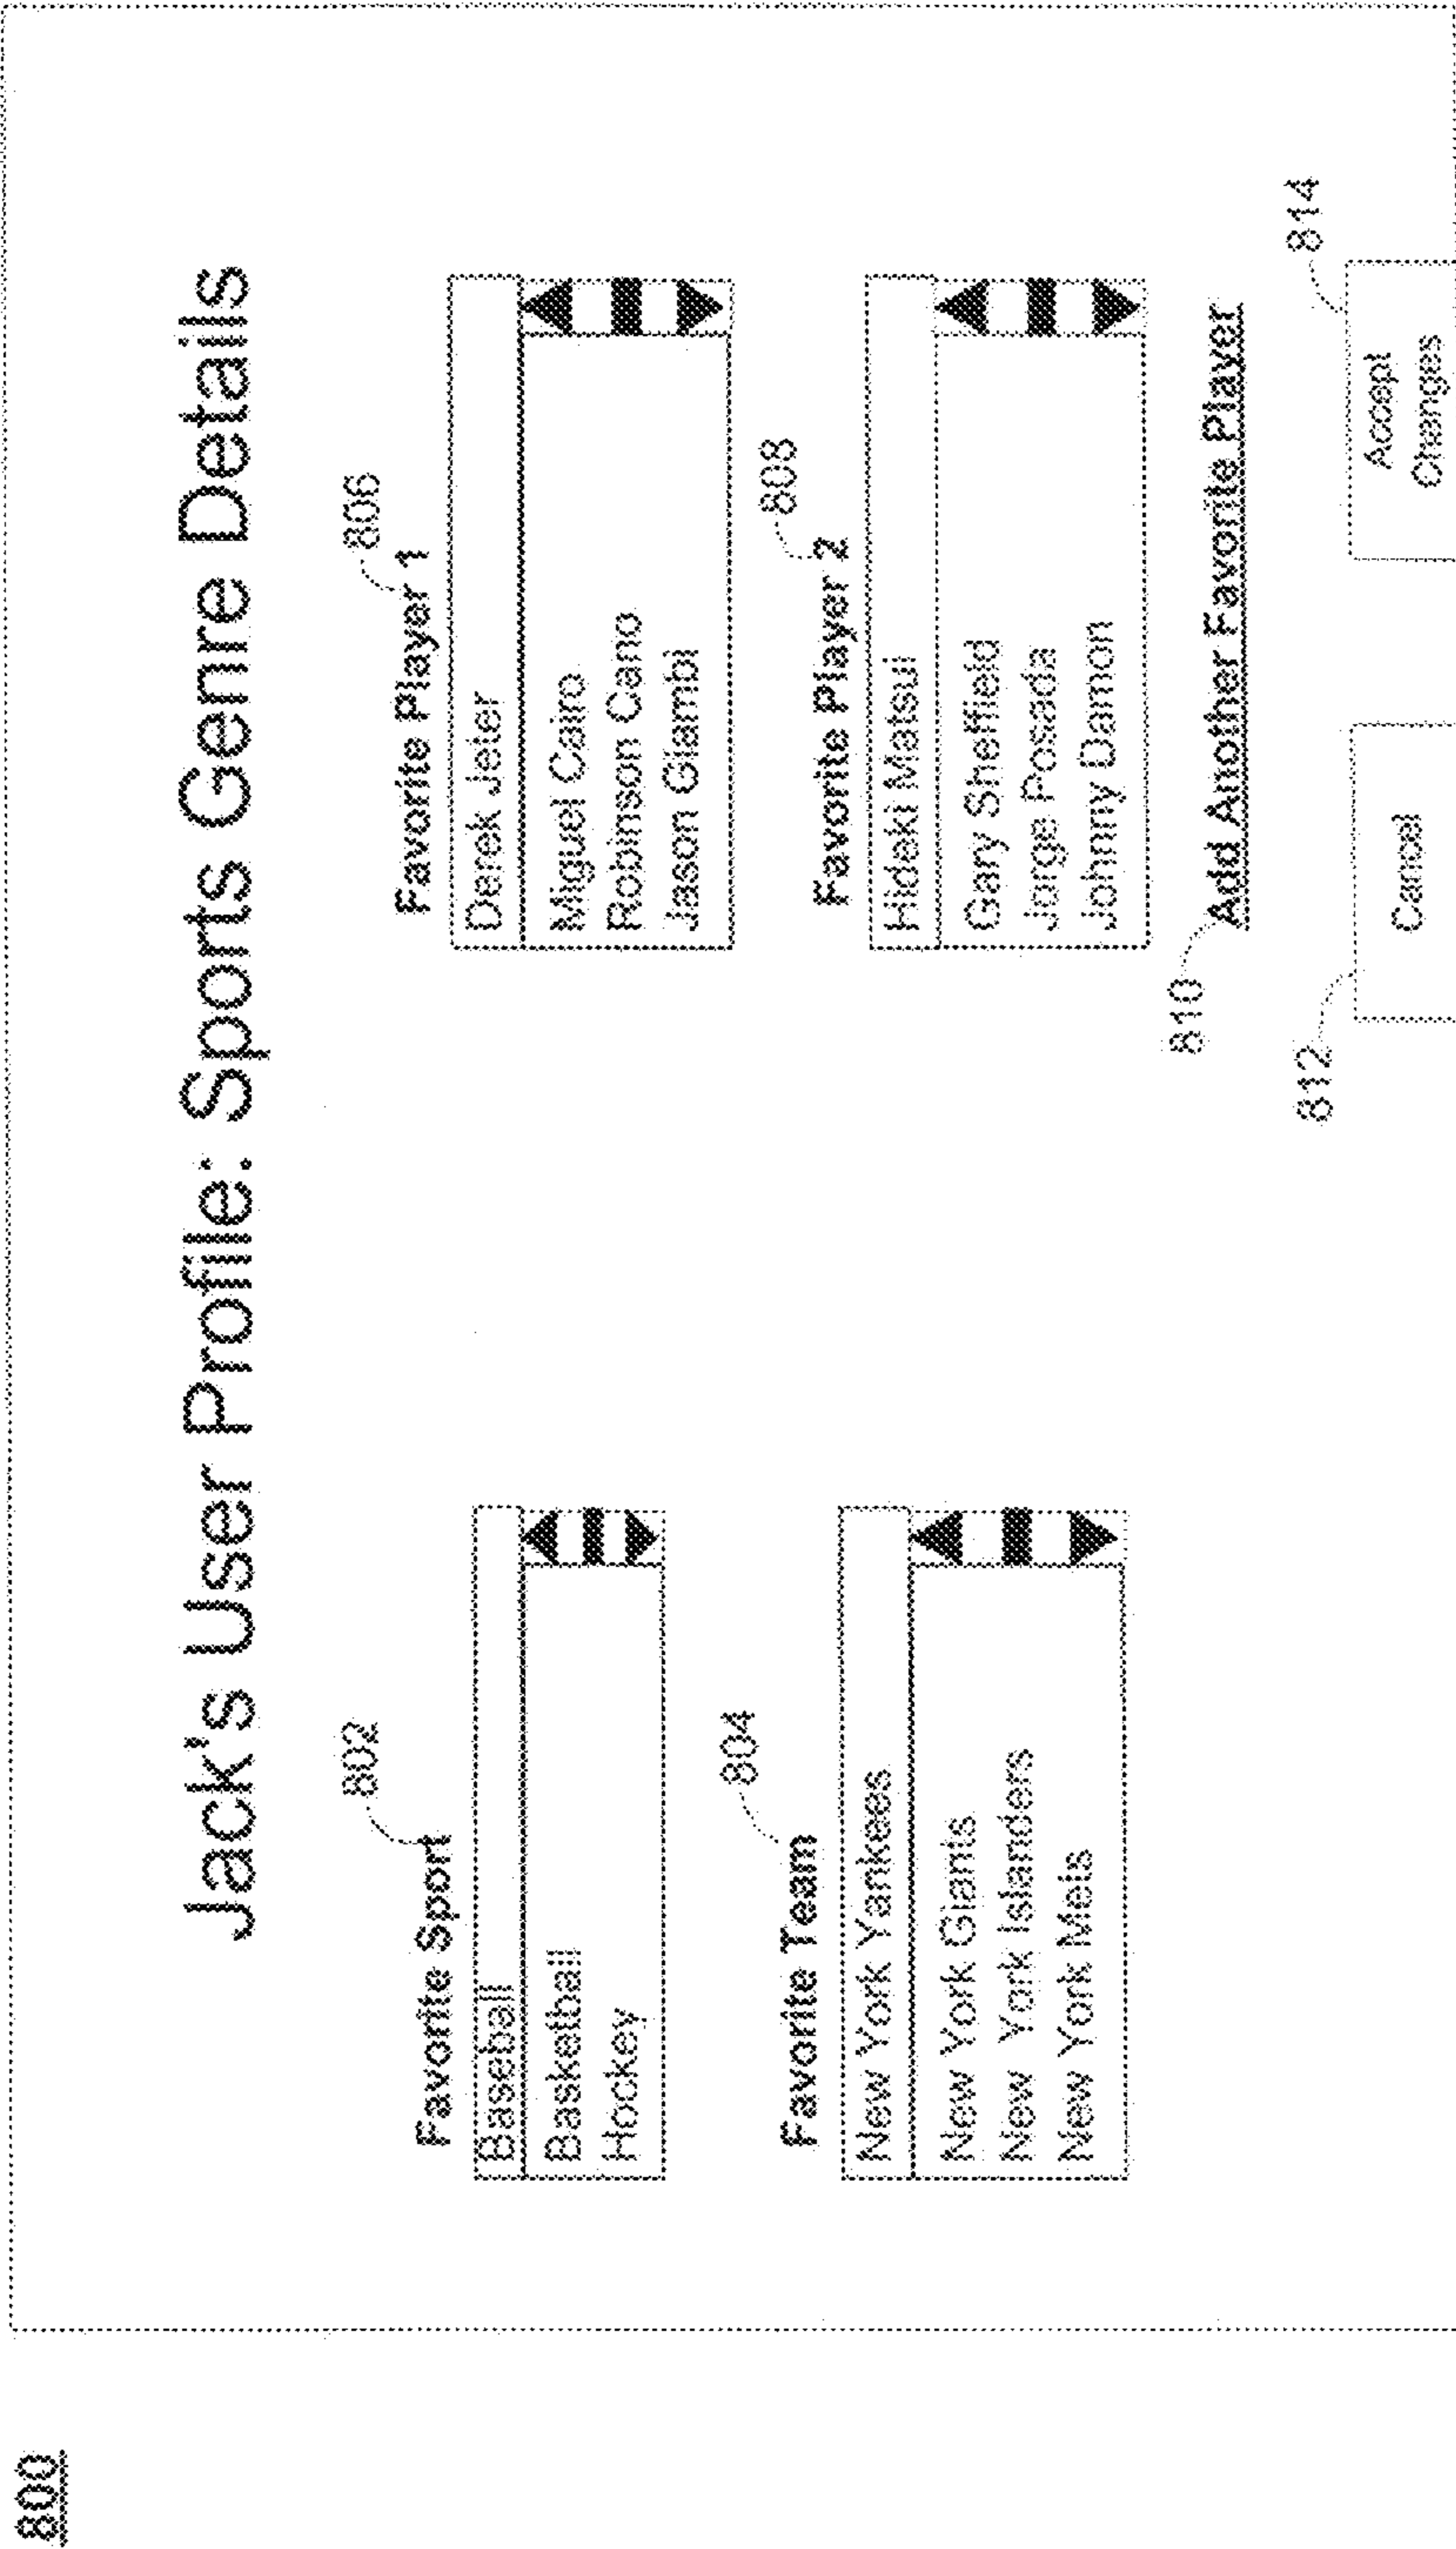 800
Jack's User Profile: Sports Genre Details
802
Favorite Sport
Baseball
Basketball
Hockey
804
Favorite Team
New York Yankees
New York Giants
New York Islanders
New York Mets
806
Favorite Player 1
Derek Jeter
Miguel Cairo
Robinson Cano
Jason Giambi
808
Favorite Player 2
Hideki Matsui
Gary Sheffield
Jorge Posada
Johnny Damon
810
Add Another Favorite Player
812
Cancel
814
Accept
Changes